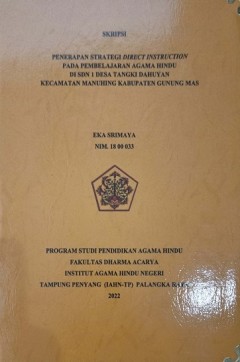 SKRIPSI
PENERAPAN STRATEGI DIRECT INSTRUCTION
PADA PEMBELAJARAN AGAMA HINDU
DI SDN 1 DESA TANGKI DAHUYAN
KECAMATAN MANUHING KABUPATEN GUNUNG MAS
EKA SRIMAYA
NIM. 18 00 033
PROGRAM STUDI PENDIDIKAN AGAMA HINDU
FAKULTAS DHARMA ACARYA
INSTITUT AGAMA HINDU NEGERI
TAMPUNG PENYANG (IAHN-TP) PALANGKA RAYA
2022